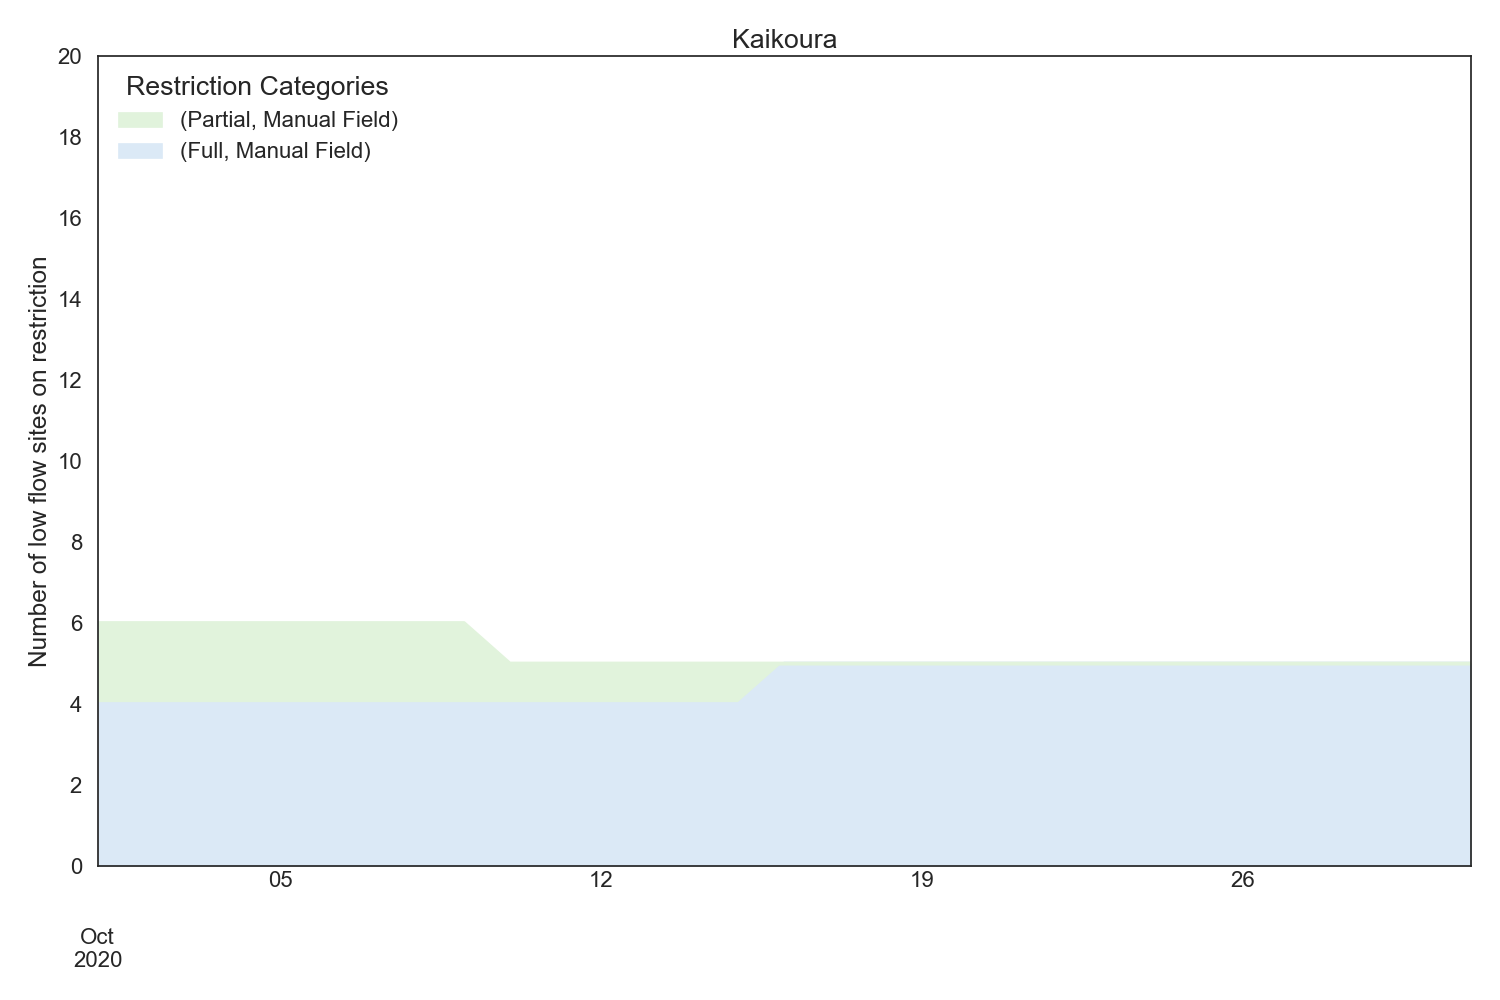 Kaikoura
Restriction Categories
(Partial, Manual Field)
(Full, Manual Field)
Number of low flow sites on restriction
20
18
16
14
12
10
8
6
4
2
0
05 12 19 26
Oct
2020